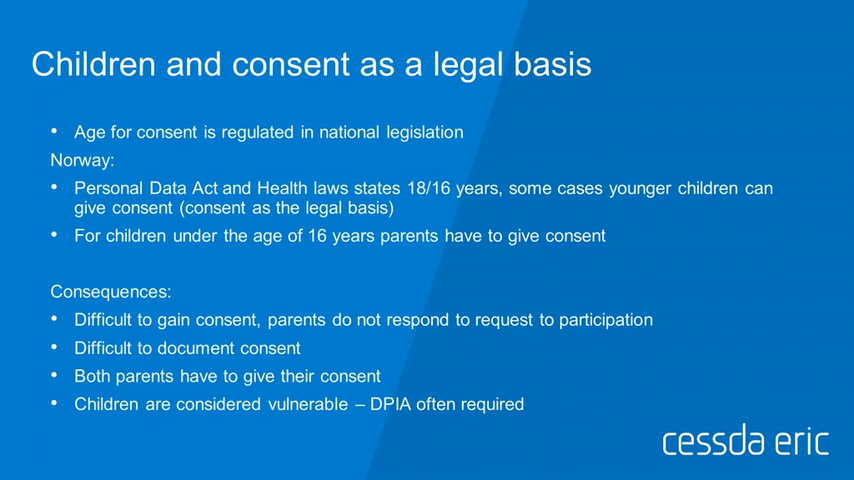 Children and consent as a legal basis
• Age for consent is regulated in national legislation
Norway:
• Personal Data Act and Health laws states 18/16 years, some cases younger children can
give consent (consent as the legal basis)
• For children under the age of 16 years parents have to give consent
Consequences:
• Difficult to gain consent, parents do not respond to request to participation
• Difficult to document consent
• Both parents have to give their consent
• Children are considered vulnerable – DPIA often required
cessda eric